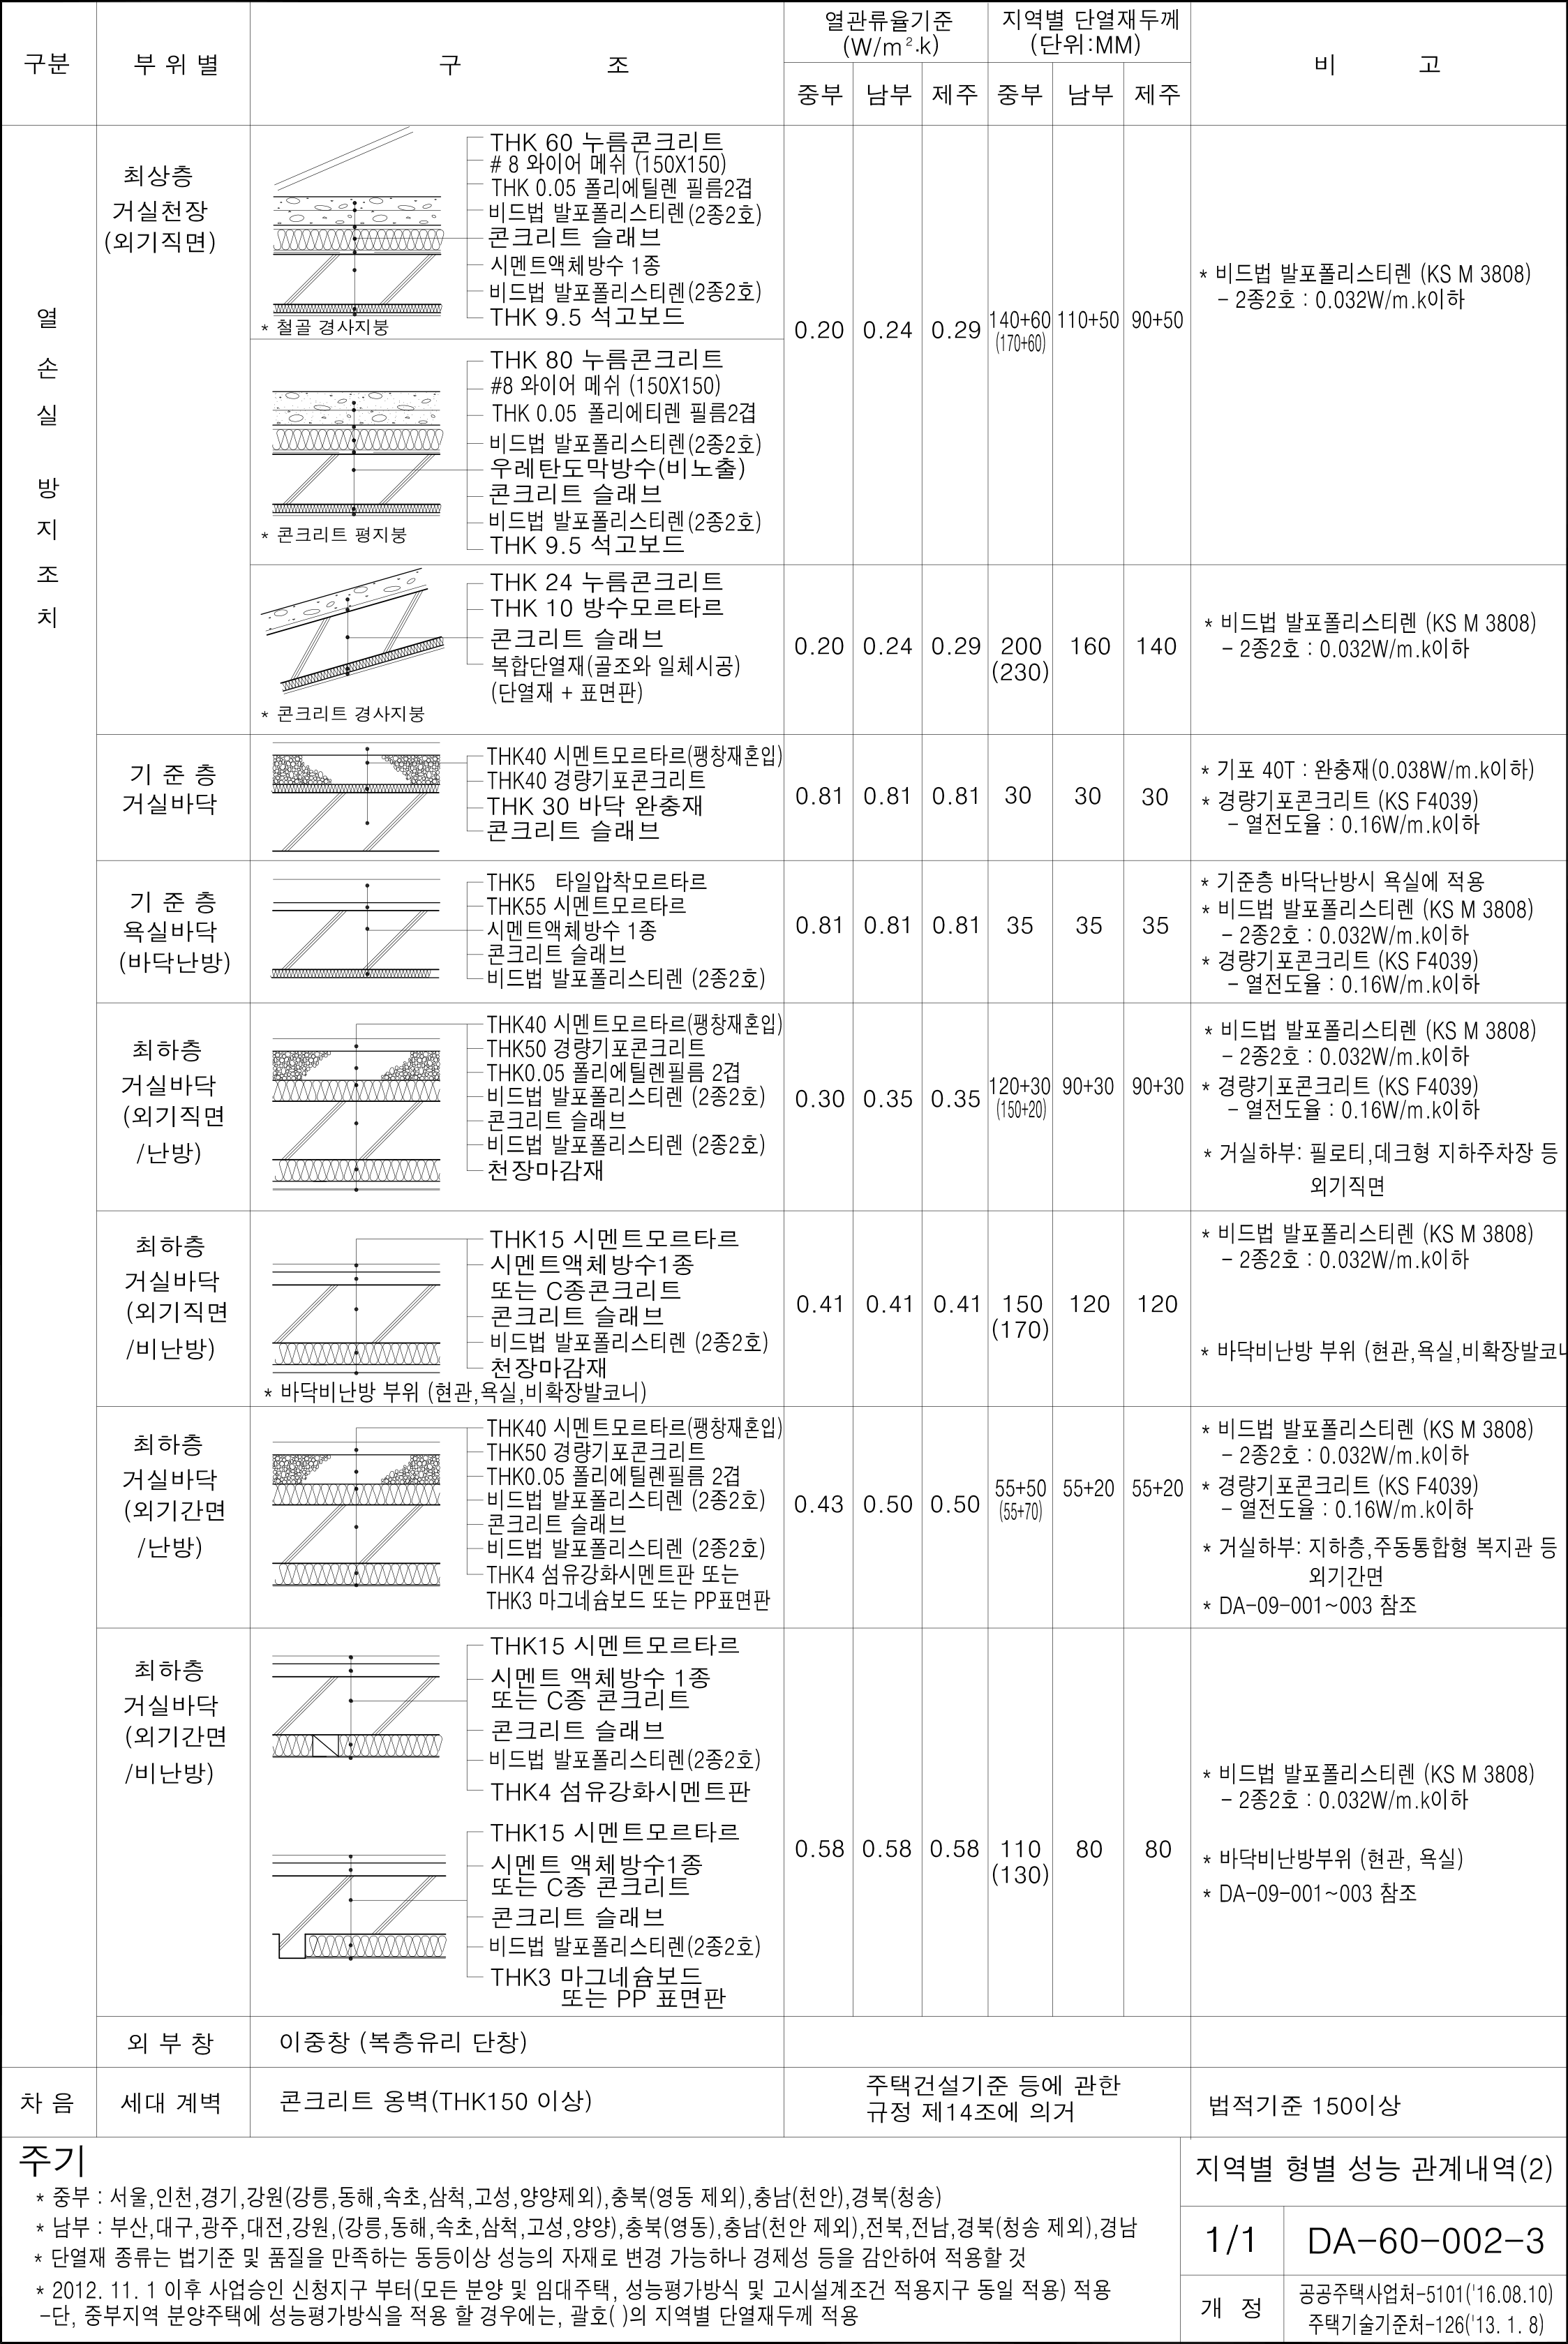 구분
부 위 별
구 조
열관류율기준
(W/m².k)
지역별 단열재두께
(단위:MM)
비 고
중부 남부 제주 중부 남부 제주
열 손 실 방 지 조 치
최상층
거실천장
(외기직면)
THK 60 누름콘크리트
# 8 와이어 메쉬 (150X150)
THK 0.05 폴리에틸렌 필름2겹
비드법 발포폴리스티렌(2종2호)
콘크리트 슬래브
시멘트액체방수 1종
비드법 발포폴리스티렌(2종2호)
THK 9.5 석고보드
* 철골 경사지붕
THK 80 누름콘크리트
#8 와이어 메쉬 (150X150)
THK 0.05 폴리에티렌 필름2겹
비드법 발포폴리스티렌(2종2호)
우레탄도막방수(비노출)
콘크리트 슬래브
비드법 발포폴리스티렌(2종2호)
THK 9.5 석고보드
* 콘크리트 평지붕
0.20 0.24 0.29 140+60 110+50 90+50
(170+60)
* 비드법 발포폴리스티렌 (KS M 3808)
- 2종2호 : 0.032W/m.k이하
THK 24 누름콘크리트
THK 10 방수모르타르
콘크리트 슬래브
복합단열재(골조와 일체시공)
(단열재 + 표면판)
* 콘크리트 경사지붕
0.20 0.24 0.29 200 160 140
(230)
* 비드법 발포폴리스티렌 (KS M 3808)
- 2종2호 : 0.032W/m.k이하
기 준 층
거실바닥
THK40 시멘트모르타르(팽창재혼입)
THK40 경량기포콘크리트
THK 30 바닥 완충재
콘크리트 슬래브
0.81 0.81 0.81 30 30 30
* 기포 40T : 완충재(0.038W/m.k이하)
* 경량기포콘크리트 (KS F4039)
- 열전도율 : 0.16W/m.k이하
기 준 층
욕실바닥
(바닥난방)
THK5 타일압착모르타르
THK55 시멘트모르타르
시멘트액체방수 1종
콘크리트 슬래브
비드법 발포폴리스티렌 (2종2호)
0.81 0.81 0.81 35 35 35
* 기준층 바닥난방시 욕실에 적용
* 비드법 발포폴리스티렌 (KS M 3808)
- 2종2호 : 0.032W/m.k이하
* 경량기포콘크리트 (KS F4039)
- 열전도율 : 0.16W/m.k이하
최하층
거실바닥
(외기직면
/난방)
THK40 시멘트모르타르(팽창재혼입)
THK50 경량기포콘크리트
THK0.05 폴리에틸렌필름 2겹
비드법 발포폴리스티렌 (2종2호)
콘크리트 슬래브
비드법 발포폴리스티렌 (2종2호)
천장마감재
0.30 0.35 0.35 120+30 90+30 90+30
(150+20)
* 비드법 발포폴리스티렌 (KS M 3808)
- 2종2호 : 0.032W/m.k이하
* 경량기포콘크리트 (KS F4039)
- 열전도율 : 0.16W/m.k이하
* 거실하부: 필로티,데크형 지하주차장 등
외기직면
최하층
거실바닥
(외기직면
/비난방)
THK15 시멘트모르타르
시멘트액체방수1종
또는 C종콘크리트
콘크리트 슬래브
비드법 발포폴리스티렌 (2종2호)
천장마감재
* 바닥비난방 부위 (현관,욕실,비확장발코니)
0.41 0.41 0.41 150 120 120
(170)
* 비드법 발포폴리스티렌 (KS M 3808)
- 2종2호 : 0.032W/m.k이하
* 바닥비난방 부위 (현관,욕실,비확장발코니
최하층
거실바닥
(외기간면
/난방)
THK40 시멘트모르타르(팽창재혼입)
THK50 경량기포콘크리트
THK0.05 폴리에틸렌필름 2겹
비드법 발포폴리스티렌 (2종2호)
콘크리트 슬래브
비드법 발포폴리스티렌 (2종2호)
THK4 섬유강화시멘트판 또는
THK3 마그네슘보드 또는 PP표면판
0.43 0.50 0.50 55+50 55+20 55+20
(55+70)
* 비드법 발포폴리스티렌 (KS M 3808)
- 2종2호 : 0.032W/m.k이하
* 경량기포콘크리트 (KS F4039)
- 열전도율 : 0.16W/m.k이하
* 거실하부: 지하층,주동통합형 복지관 등
외기간면
* DA-09-001~003 참조
최하층
거실바닥
(외기간면
/비난방)
THK15 시멘트모르타르
시멘트 액체방수 1종
또는 C종 콘크리트
콘크리트 슬래브
비드법 발포폴리스티렌(2종2호)
THK4 섬유강화시멘트판
THK15 시멘트모르타르
시멘트 액체방수1종
또는 C종 콘크리트
콘크리트 슬래브
비드법 발포폴리스티렌(2종2호)
THK3 마그네슘보드
또는 PP 표면판
0.58 0.58 0.58 110 80 80
(130)
* 비드법 발포폴리스티렌 (KS M 3808)
- 2종2호 : 0.032W/m.k이하
* 바닥비난방부위 (현관, 욕실)
* DA-09-001~003 참조
외 부 창
이중창 (복층유리 단창)
차 음
세대 계벽
콘크리트 옹벽(THK150 이상)
주택건설기준 등에 관한
규정 제14조에 의거
법적기준 150이상
주기
* 중부 : 서울,인천,경기,강원(강릉,동해,속초,삼척,고성,양양제외),충북(영동 제외),충남(천안),경북(청송)
* 남부 : 부산,대구,광주,대전,강원,(강릉,동해,속초,삼척,고성,양양),충북(영동),충남(천안 제외),전북,전남,경북(청송 제외),경남
* 단열재 종류는 법기준 및 품질을 만족하는 동등이상 성능의 자재로 변경 가능하나 경제성 등을 감안하여 적용할 것
* 2012. 11. 1 이후 사업승인 신청지구 부터(모든 분양 및 임대주택, 성능평가방식 및 고시설계조건 적용지구 동일 적용) 적용
-단, 중부지역 분양주택에 성능평가방식을 적용 할 경우에는, 괄호( )의 지역별 단열재두께 적용
지역별 형별 성능 관계내역(2)
1/1
DA-60-002-3
개 정
공공주택사업처-5101('16.08.10)
주택기술기준처-126('13. 1. 8)